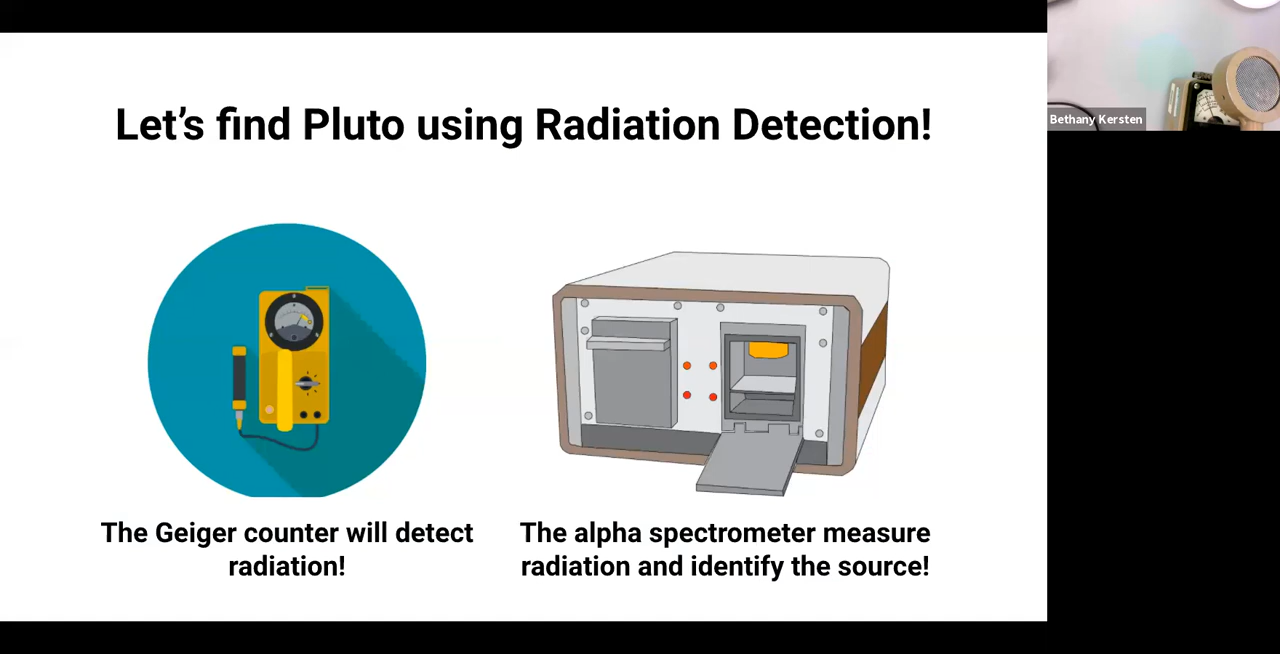 Let's find Pluto using Radiation Detection!
The Geiger counter will detect
radiation!
The alpha spectrometer measure
radiation and identify the source!
Bethany Kersten